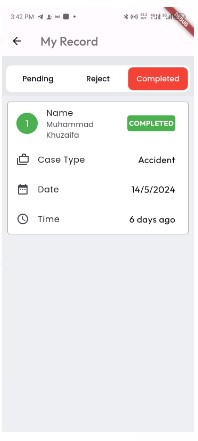 3:42 PM
My Record
Pending Reject Completed
1 Name
Muhammad
Khuzaifa
COMPLETED
Case Type Accident
Date 14/5/2024
Time 6 days ago